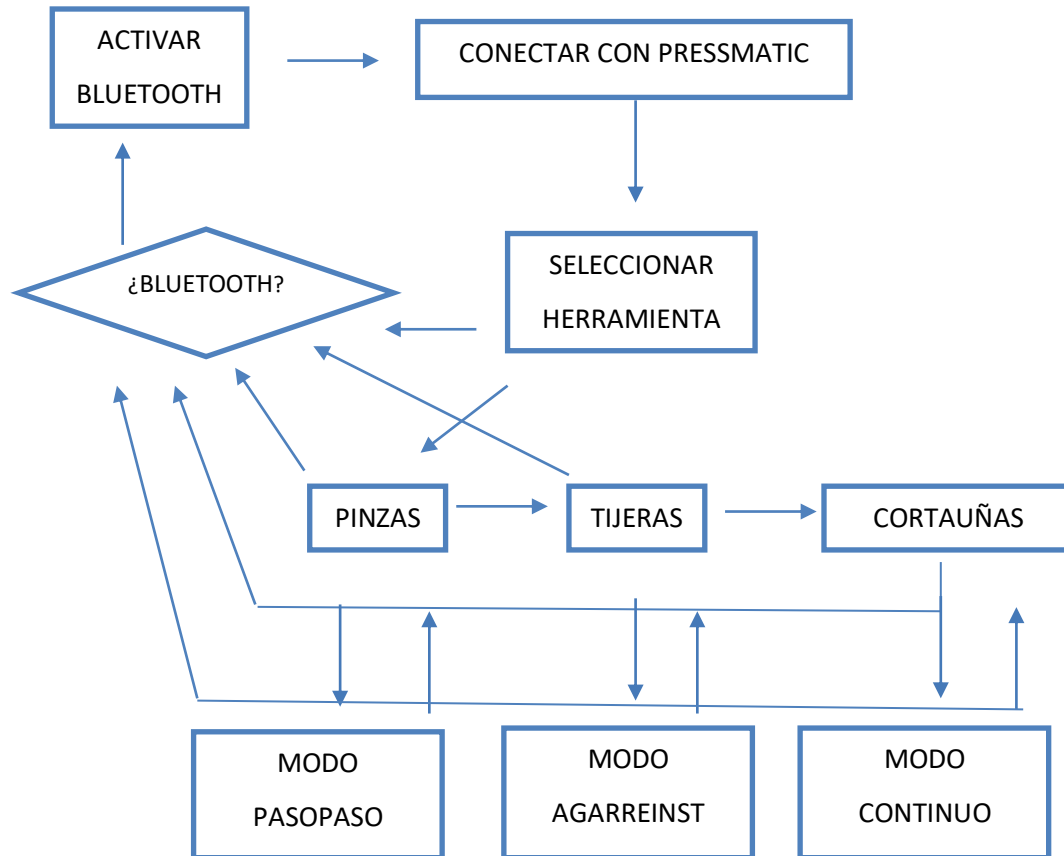 ACTIVAR
BLUETOOTH
CONECTAR CON PRESSMATIC
¿BLUETOOTH?
SELECCIONAR
HERRAMIENTA
PINZAS
TIJERAS
CORTAUÑAS
MODO
PASOPASO
MODO
AGARREINST
MODO
CONTINUO